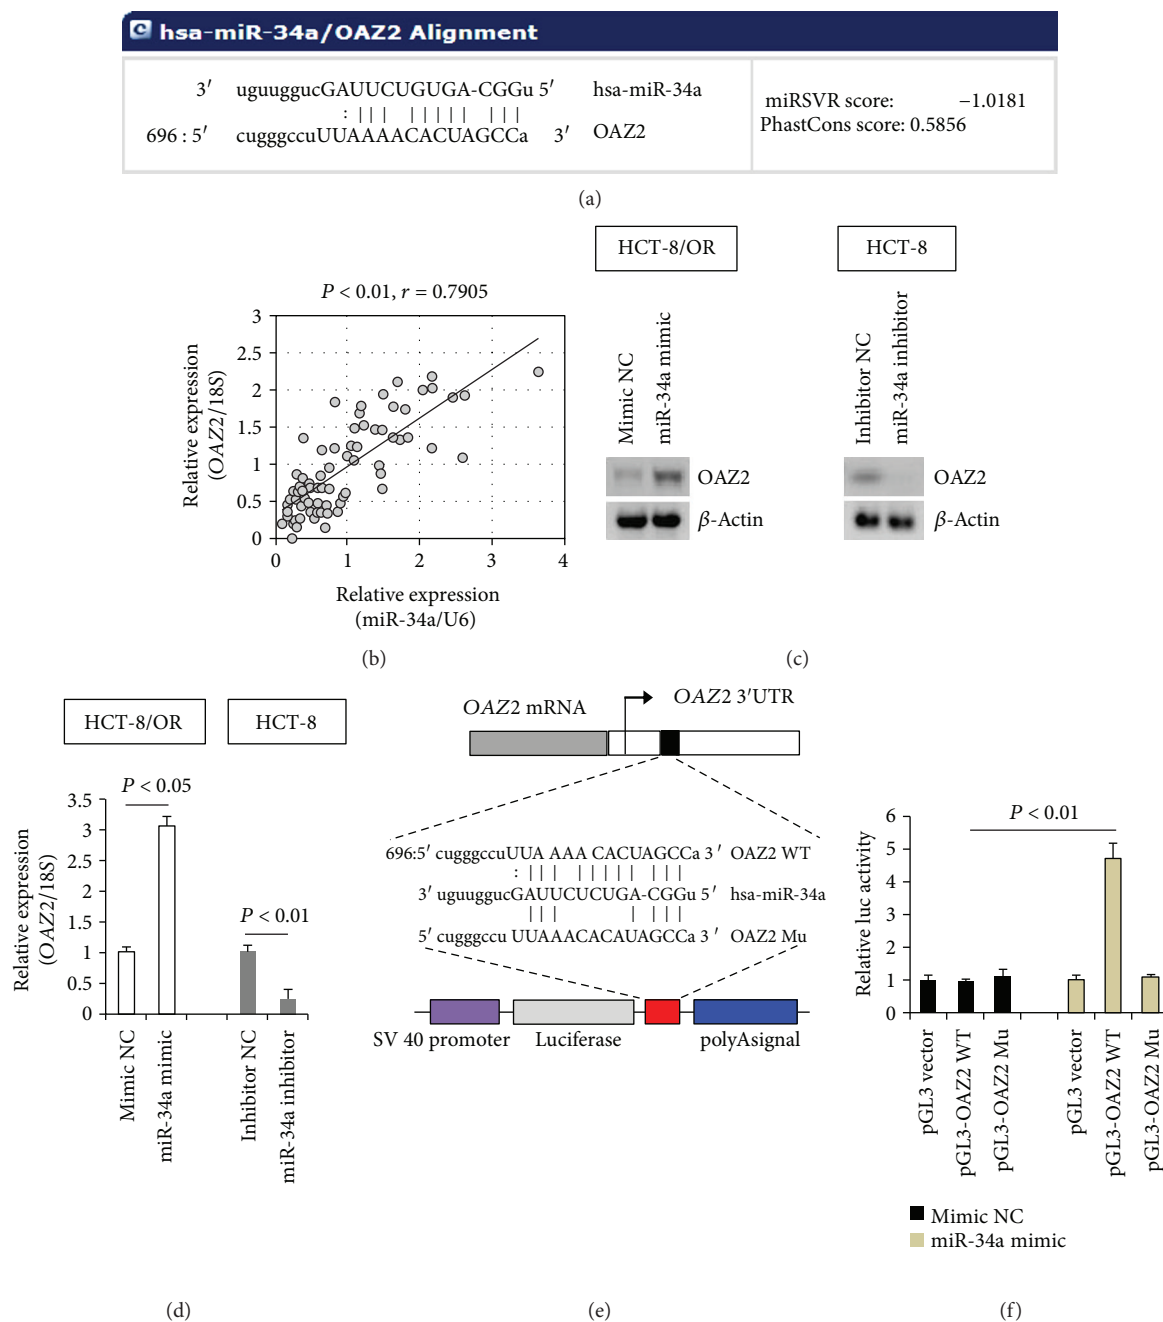 hsa-miR-34a/OAZ2 Alignment
3′ uguuggucGAUUCUGUGA-CGGu 5′ hsa-miR-34a
: ||| ||||| |||
696 : 5′ cugggccuUUAAAACACUAGCCa 3′ OAZ2
miRSVR score: −1.0181
PhastCons score: 0.5856
(a)
P < 0.01, r = 0.7905
Relative expression
(OAZ2/18S)
3
2.5
2
1.5
1
0.5
0
0 1 2 3 4
Relative expression
(miR-34a/U6)
(b)
HCT-8/OR
HCT-8
Mimic NC
miR-34a mimic
Inhibitor NC
miR-34a inhibitor
OAZ2
β-Actin
OAZ2
β-Actin
(c)
HCT-8/OR
HCT-8
Relative expression
(OAZ2/18S)
3.5
3
2.5
2
1.5
1
0.5
0
P < 0.05
P < 0.01
Mimic NC
miR-34a mimic
Inhibitor NC
miR-34a inhibitor
(d)
OAZ2 mRNA
OAZ2 3′UTR
696:5′ cugggccuUUA AAA CACUAGCCa 3′ OAZ2 WT
: || ||||| |||
3′ uguuggucGAUUCUCUGA-CGGu 5′ hsa-miR-34a
||| | |||
5′ cugggccu UUAAACACAUAGCCa 3′ OAZ2 Mu
SV 40 promoter
Luciferase
polyAsignal
(e)
Relative luc activity
6
5
4
3
2
1
0
P < 0.01
pGL3 vector
pGL3-OAZ2 WT
pGL3-OAZ2 Mu
pGL3 vector
pGL3-OAZ2 WT
pGL3-OAZ2 Mu
Mimic NC
miR-34a mimic
(f)